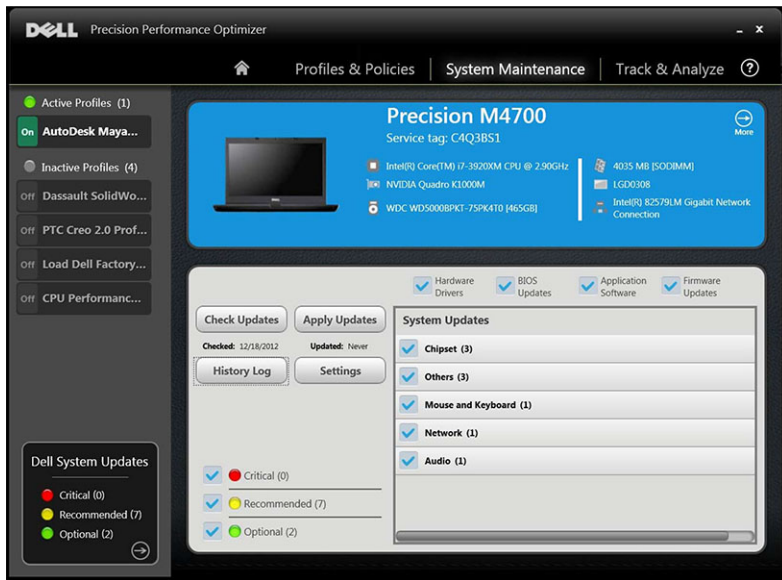 DELL Precision Performance Optimizer
Profiles & Policies
System Maintenance
Track & Analyze
?
Active Profiles (1)
On AutoDesk Maya...
Inactive Profiles (4)
Off Dassault SolidWo...
Off PTC Creo 2.0 Prof...
Off Load Dell Factory...
Off CPU Performanc...
Dell System Updates
Critical (0)
Recommended (7)
Optional (2)
Precision M4700
Service tag: C4Q3BS1
More
Intel(R) Core(TM) i7-3920XM CPU @ 2.90GHz
NVIDIA Quadro K1000M
WDC WD5000BPKT-75PK4T0 [465GB]
4035 MB [SODIMM]
LGD0308
Intel(R) 82579LM Gigabit Network
Connection
Hardware
Drivers
BIOS
Updates
Application
Software
Firmware
Updates
Check Updates
Apply Updates
Checked: 12/18/2012
Updated: Never
History Log
Settings
Critical (0)
Recommended (7)
Optional (2)
System Updates
Chipset (3)
Others (3)
Mouse and Keyboard (1)
Network (1)
Audio (1)